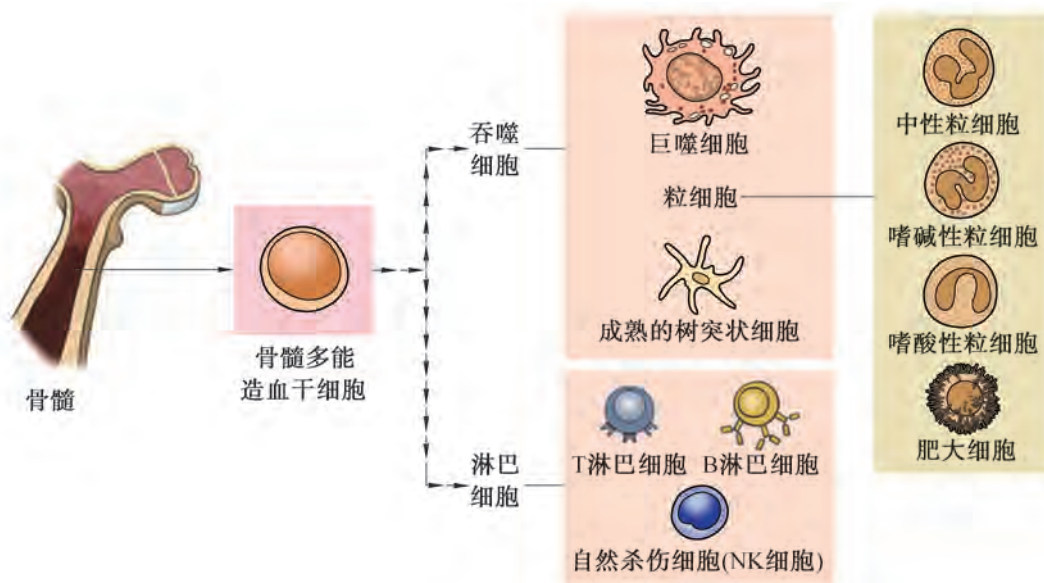 骨髓
骨髓多能
造血干细胞
吞噬
细胞
淋巴
细胞
巨噬细胞
粒细胞
成熟的树突状细胞
T淋巴细胞
B淋巴细胞
自然杀伤细胞(NK细胞)
中性粒细胞
嗜碱性粒细胞
嗜酸性粒细胞
肥大细胞